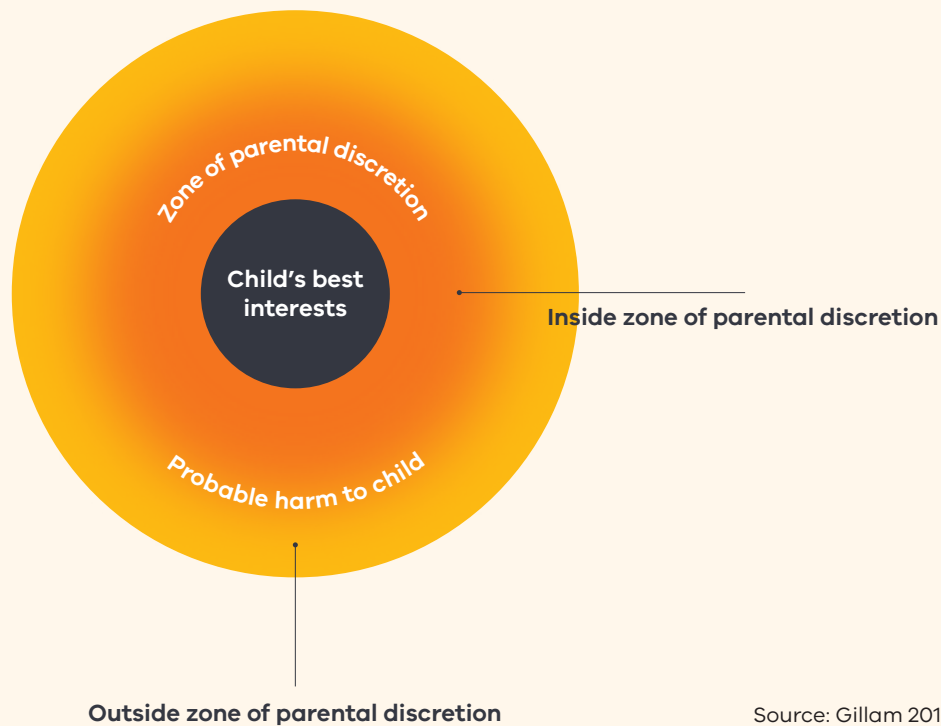 Zone of parental discretion
Child's best
interests
Inside zone of parental discretion
Probable harm to child
Outside zone of parental discretion
Source: Gillam 201